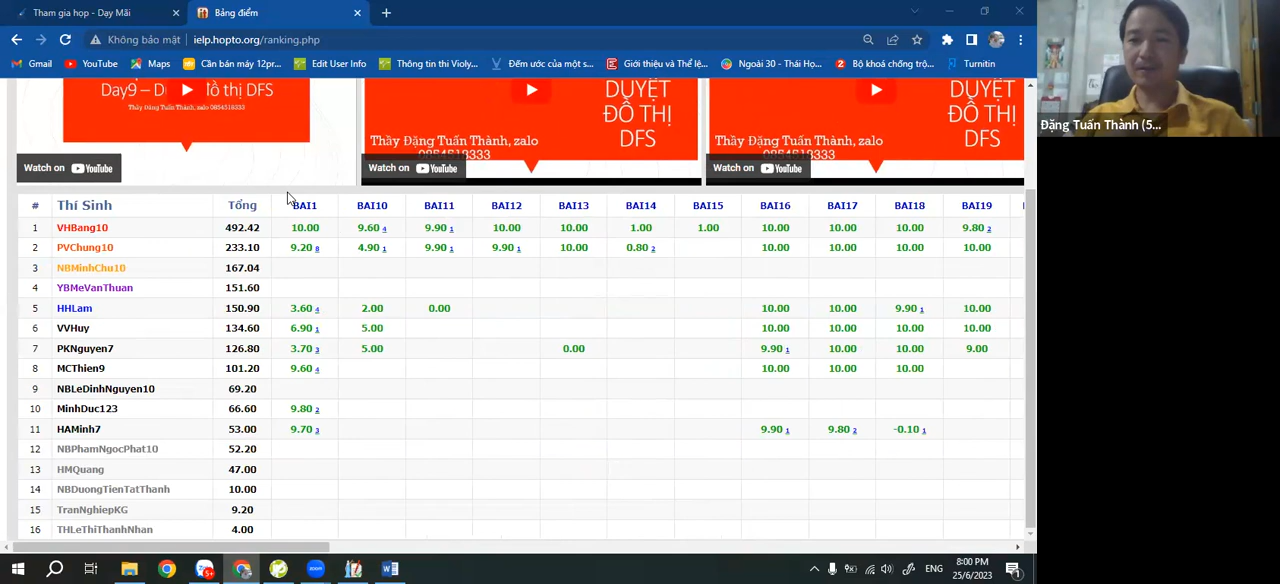 Tham gia họp - Dạy Mãi
Bảng điểm
Không bảo mật ielp.hopto.org/ranking.php
Gmail YouTube Maps Cần bán máy 12pr... Edit User Info Thông tin thi Violy... Đếm ước của một s... Giới thiệu và Thể lệ... Ngoài 30 - Thái Họ... Bộ khoá chống trộ... Turnitin
Day9 – D ồ thị DFS
Thầy Đặng Tuấn Thành, zalo 0854518333
Watch on YouTube
DUYỆT
ĐỒ THỊ
DFS
Thầy Đặng Tuấn Thành, zalo
0854518333
Watch on YouTube
DUYỆT
ĐỒ THỊ
DFS
Thầy Đặng Tuấn Thành, zalo
0854518333
Watch on YouTube
Đặng Tuấn Thành (5...
# Thí Sinh Tổng BAI1 BAI10 BAI11 BAI12 BAI13 BAI14 BAI15 BAI16 BAI17 BAI18 BAI19
1 VHBang10 492.42 10.00 9.60 4 9.90 1 10.00 10.00 1.00 1.00 10.00 10.00 10.00 9.80 2
2 PVChung10 233.10 9.20 8 4.90 1 9.90 1 9.90 1 10.00 0.80 2 10.00 10.00 10.00 10.00
3 NBMinhChu10 167.04
4 YBMeVanThuan 151.60
5 HHLam 150.90 3.60 4 2.00 0.00 10.00 10.00 9.90 1 10.00
6 VVHuy 134.60 6.90 1 5.00 10.00 10.00 10.00 10.00
7 PKNguyen7 126.80 3.70 3 5.00 0.00 9.90 1 10.00 10.00 9.00
8 MCThien9 101.20 9.60 4 10.00 10.00 10.00
9 NBLeDinhNguyen10 69.20
10 MinhDuc123 66.60 9.80 2
11 HAMinh7 53.00 9.70 3 9.90 1 9.80 2 -0.10 1
12 NBPhamNgocPhat10 52.20
13 HMQuang 47.00
14 NBDuongTienTatThanh 10.00
15 TranNghiepKG 9.20
16 THLeThiThanhNhan 4.00
ENG
8:00 PM
25/6/2023